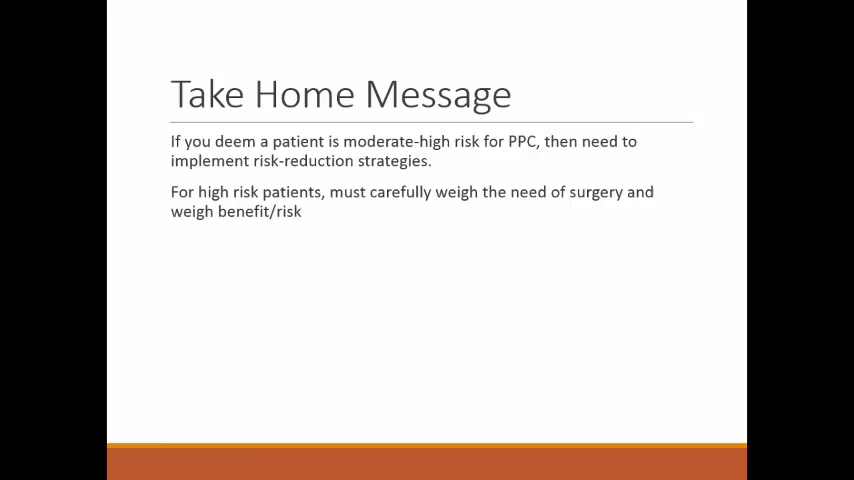 Take Home Message
If you deem a patient is moderate-high risk for PPC, then need to
implement risk-reduction strategies.
For high risk patients, must carefully weigh the need of surgery and
weigh benefit/risk